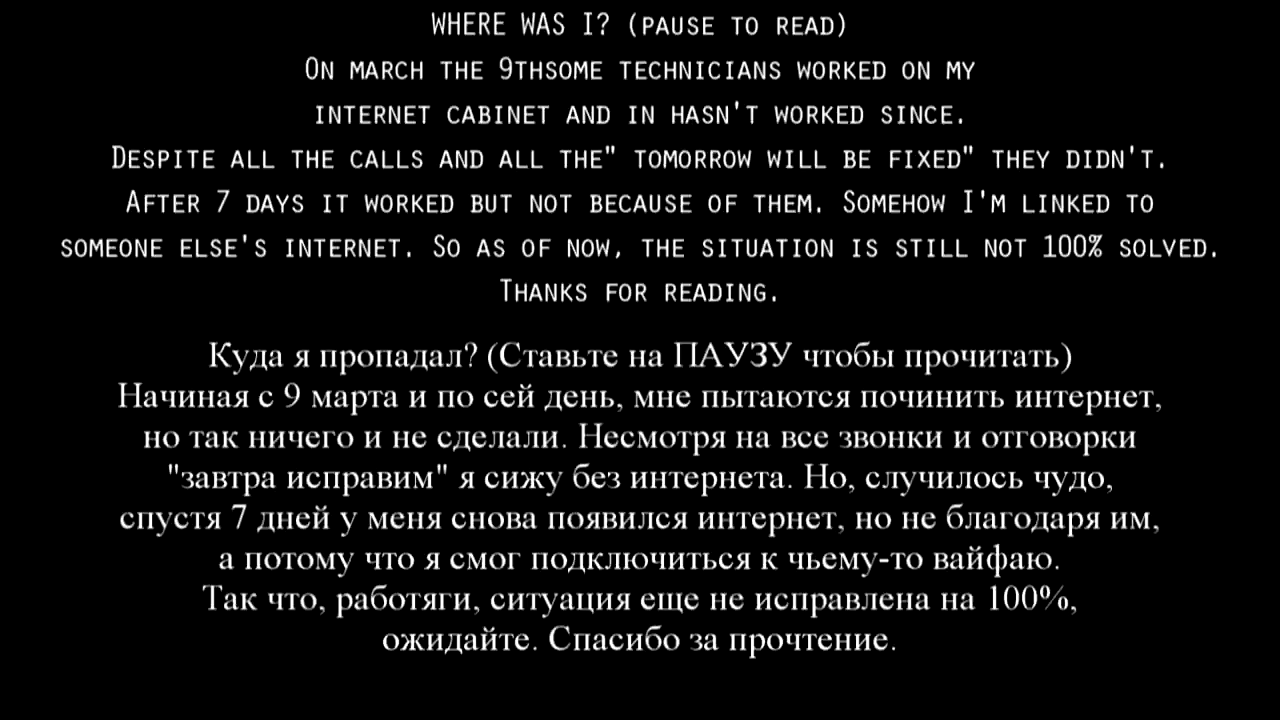 WHERE WAS I? (PAUSE TO READ)
ON MARCH THE 9THSOME TECHNICIANS WORKED ON MY
INTERNET CABINET AND IN HASN'T WORKED SINCE.
DESPITE ALL THE CALLS AND ALL THE" TOMORROW WILL BE FIXED" THEY DIDN'T.
AFTER 7 DAYS IT WORKED BUT NOT BECAUSE OF THEM. SOMEHOW I'M LINKED TO
SOMEONE ELSE'S INTERNET. SO AS OF NOW, THE SITUATION IS STILL NOT 100% SOLVED.
THANKS FOR READING.
Куда я пропадал? (Ставьте на ПАУЗУ чтобы прочитать)
Начиная с 9 марта и по сей день, мне пытаются починить интернет,
но так ничего и не сделали. Несмотря на все звонки и отговорки
"завтра исправим" я сижу без интернета. Но, случилось чудо,
спустя 7 дней у меня снова появился интернет, но не благодаря им,
а потому что я смог подключиться к чьему-то вайфаю.
Так что, работяги, ситуация еще не исправлена на 100%,
ожидайте. Спасибо за прочтение.